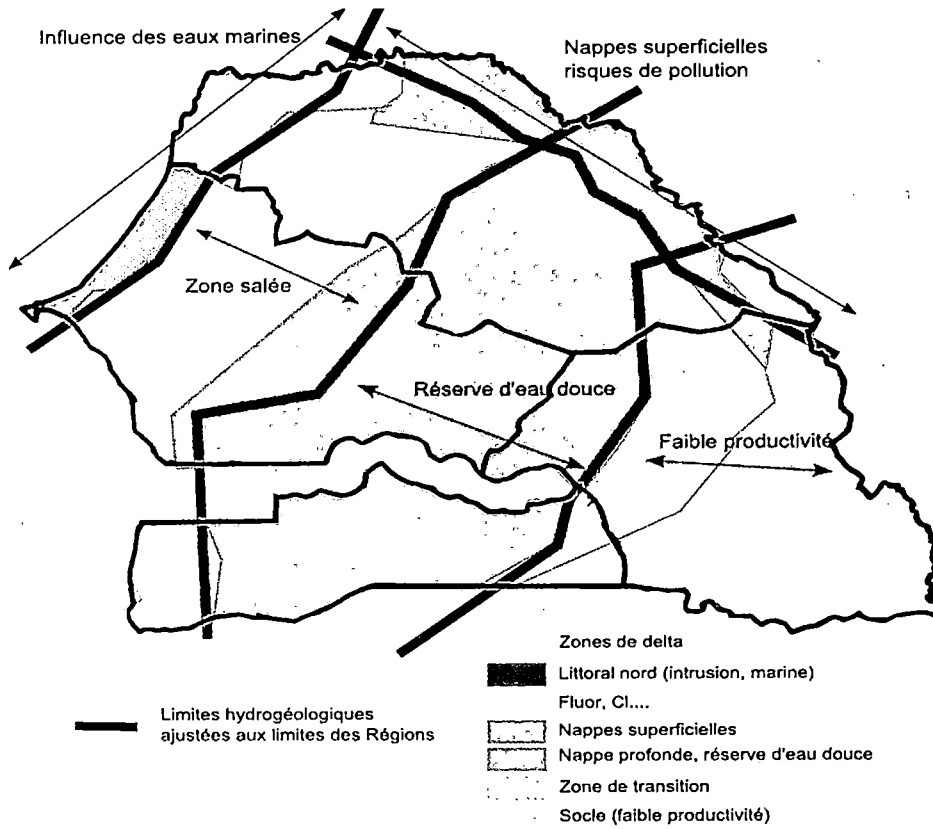 Influence des eaux marines
Nappes superficielles
risques de pollution
Zone salée
Réserve d'eau douce
Faible productivité
Limites hydrogéologiques
ajustées aux limites des Régions
Zones de delta
Littoral nord (intrusion, marine)
Fluor, Cl....
Nappes superficielles
Nappe profonde, réserve d'eau douce
Zone de transition
Socle (faible productivité)